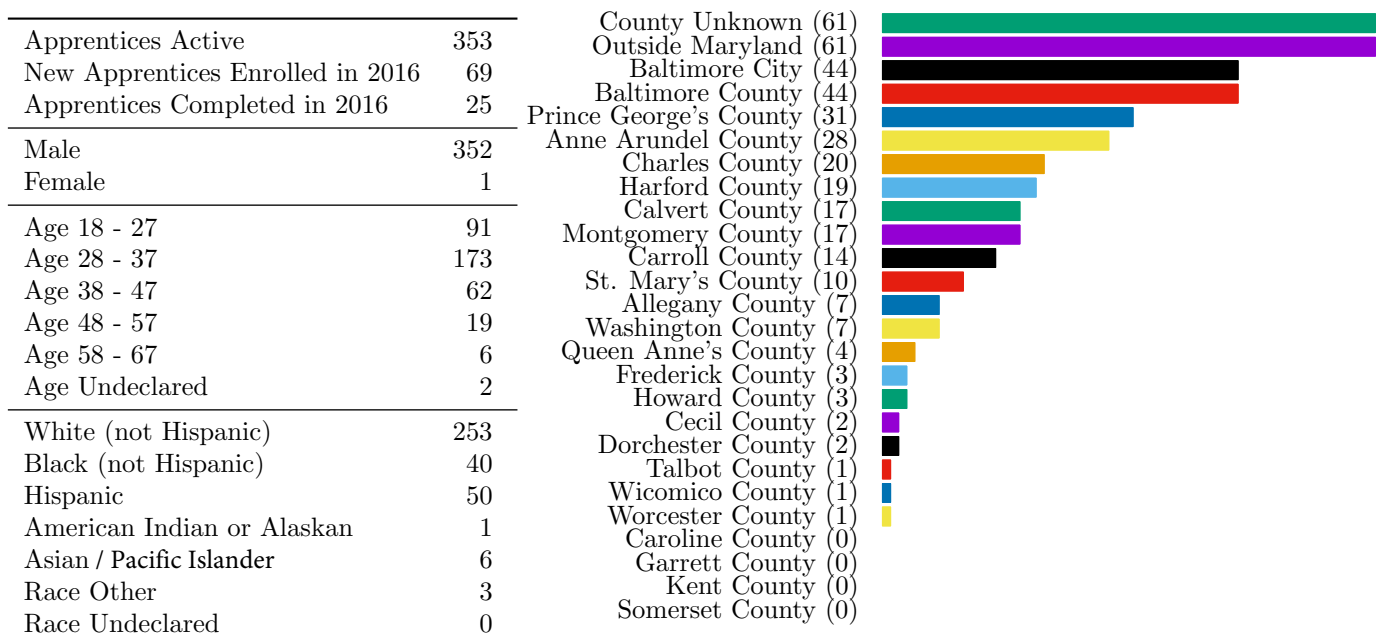 Apprentices Active 353
New Apprentices Enrolled in 2016 69
Apprentices Completed in 2016 25
Male 352
Female 1
Age 18 - 27 91
Age 28 - 37 173
Age 38 - 47 62
Age 48 - 57 19
Age 58 - 67 6
Age Undeclared 2
White (not Hispanic) 253
Black (not Hispanic) 40
Hispanic 50
American Indian or Alaskan 1
Asian / Pacific Islander 6
Race Other 3
Race Undeclared 0
County Unknown (61)
Outside Maryland (61)
Baltimore City (44)
Baltimore County (44)
Prince George's County (31)
Anne Arundel County (28)
Charles County (20)
Harford County (19)
Calvert County (17)
Montgomery County (17)
Carroll County (14)
St. Mary's County (10)
Allegany County (7)
Washington County (7)
Queen Anne's County (4)
Frederick County (3)
Howard County (3)
Cecil County (2)
Dorchester County (2)
Talbot County (1)
Wicomico County (1)
Worcester County (1)
Caroline County (0)
Garrett County (0)
Kent County (0)
Somerset County (0)